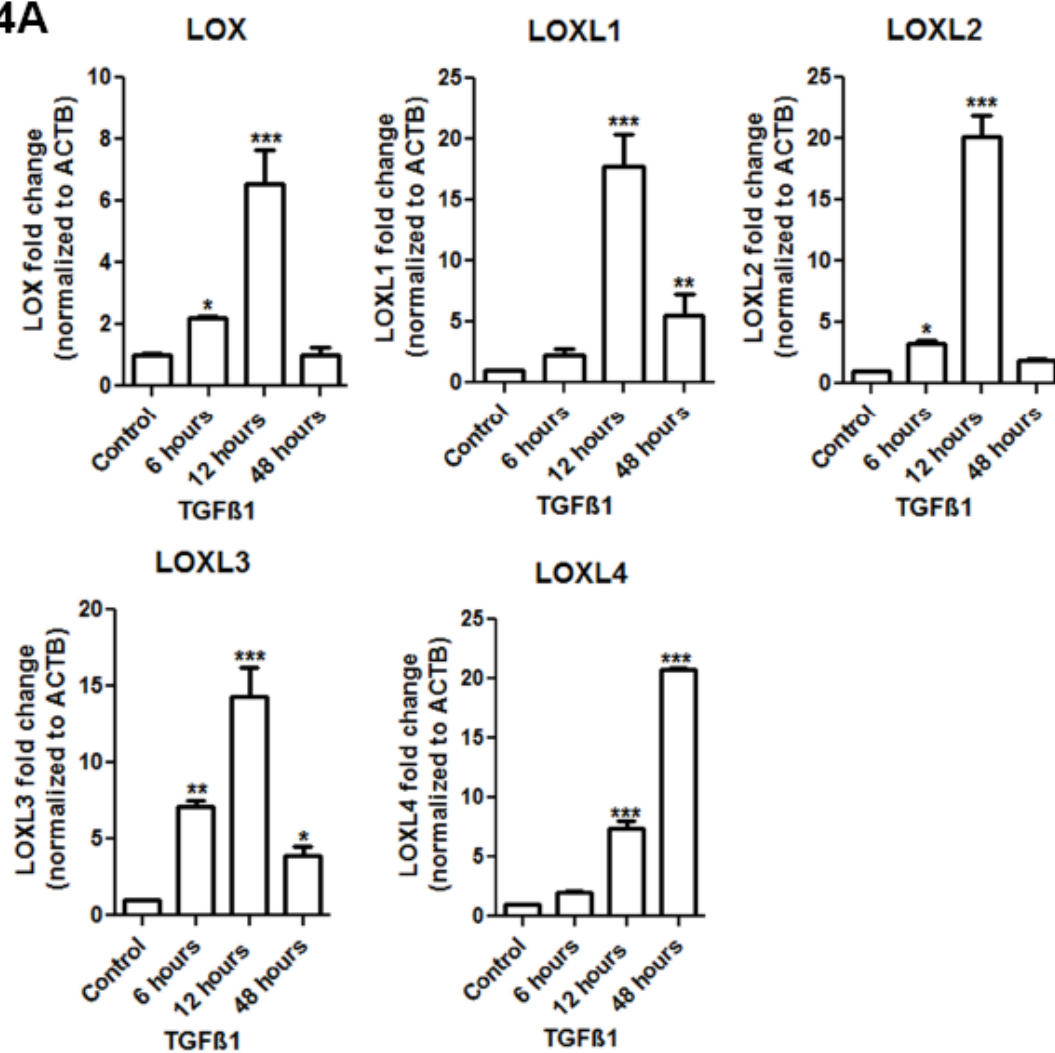 4A
LOX
LOX fold change
(normalized to ACTB)
10
8
6
4
2
0
*
***
Control
6 hours
12 hours
48 hours
TGFß1
LOXL1
LOXL1 fold change
(normalized to ACTB)
25
20
15
10
5
0
***
**
Control
6 hours
12 hours
48 hours
TGFß1
LOXL2
LOXL2 fold change
(normalized to ACTB)
25
20
15
10
5
0
*
***
Control
6 hours
12 hours
48 hours
TGFß1
LOXL3
LOXL3 fold change
(normalized to ACTB)
20
15
10
5
0
**
***
*
Control
6 hours
12 hours
48 hours
TGFß1
LOXL4
LOXL4 fold change
(normalized to ACTB)
25
20
15
10
5
0
***
***
Control
6 hours
12 hours
48 hours
TGFß1